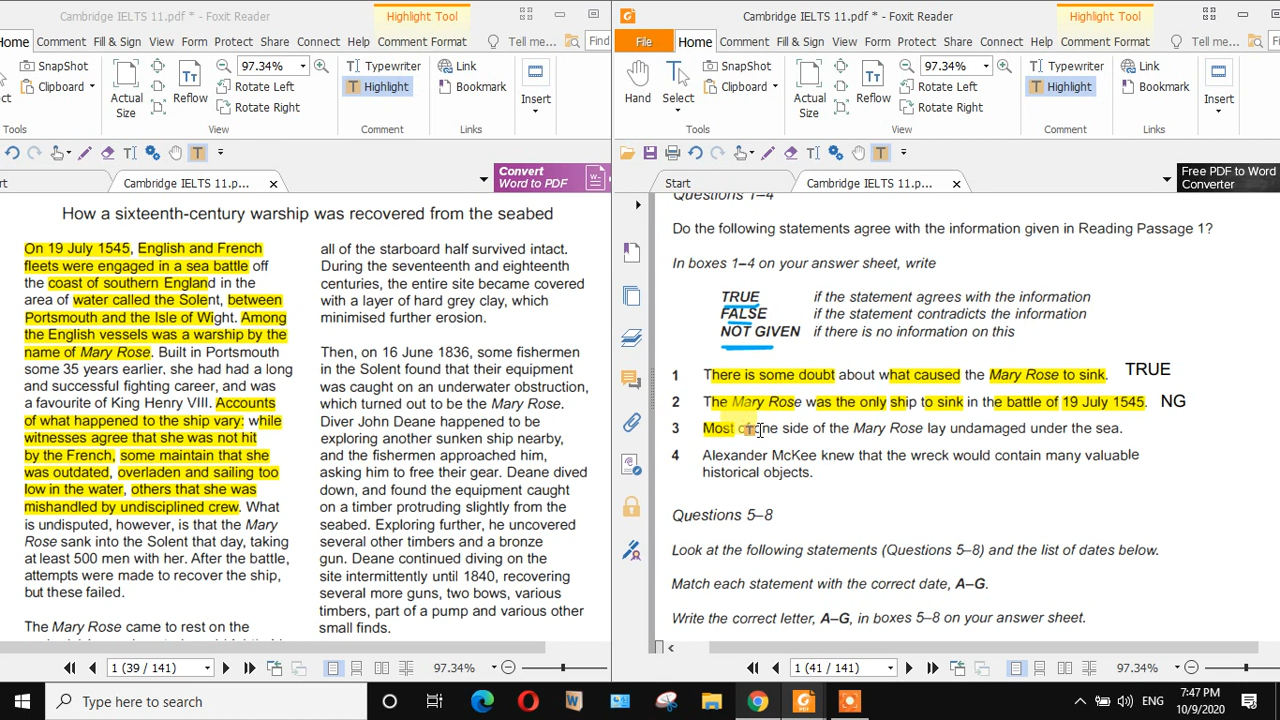 Cambridge IELTS 11.pdf * - Foxit Reader
Highlight Tool
Home Comment Fill & Sign View Form Protect Share Connect Help Comment Format Tell me... Find
SnapShot
Clipboard
Actual Size
Reflow
97.34%
Rotate Left
Rotate Right
Typewriter
Highlight
Link
Bookmark
Insert
Tools View Comment Links
Convert
Word to PDF
Cambridge IELTS 11.p...
How a sixteenth-century warship was recovered from the seabed
On 19 July 1545, English and French
fleets were engaged in a sea battle off
the coast of southern England in the
area of water called the Solent, between
Portsmouth and the Isle of Wight. Among
the English vessels was a warship by the
name of Mary Rose. Built in Portsmouth
some 35 years earlier, she had had a long
and successful fighting career, and was
a favourite of King Henry VIII. Accounts
of what happened to the ship vary: while
witnesses agree that she was not hit
by the French, some maintain that she
was outdated, overladen and sailing too
low in the water, others that she was
mishandled by undisciplined crew. What
is undisputed, however, is that the Mary
Rose sank into the Solent that day, taking
at least 500 men with her. After the battle,
attempts were made to recover the ship,
but these failed.
The Mary Rose came to rest on the
all of the starboard half survived intact.
During the seventeenth and eighteenth
centuries, the entire site became covered
with a layer of hard grey clay, which
minimised further erosion.
Then, on 16 June 1836, some fishermen
in the Solent found that their equipment
was caught on an underwater obstruction,
which turned out to be the Mary Rose.
Diver John Deane happened to be
exploring another sunken ship nearby,
and the fishermen approached him,
asking him to free their gear. Deane dived
down, and found the equipment caught
on a timber protruding slightly from the
seabed. Exploring further, he uncovered
several other timbers and a bronze
gun. Deane continued diving on the
site intermittently until 1840, recovering
several more guns, two bows, various
timbers, part of a pump and various other
small finds.
1 (39 / 141)
97.34%
Cambridge IELTS 11.pdf * - Foxit Reader
Highlight Tool
File Home Comment Fill & Sign View Form Protect Share Connect Help Comment Format Tell me...
Hand
Select
SnapShot
Clipboard
Actual Size
Reflow
97.34%
Rotate Left
Rotate Right
Typewriter
Highlight
Link
Bookmark
Insert
Tools View Comment Links
Start
Cambridge IELTS 11.p...
Free PDF to Word
Converter
Questions 1–4
Do the following statements agree with the information given in Reading Passage 1?
In boxes 1–4 on your answer sheet, write
TRUE if the statement agrees with the information
FALSE if the statement contradicts the information
NOT GIVEN if there is no information on this
1 There is some doubt about what caused the Mary Rose to sink. TRUE
2 The Mary Rose was the only ship to sink in the battle of 19 July 1545. NG
3 Most of one side of the Mary Rose lay undamaged under the sea.
4 Alexander McKee knew that the wreck would contain many valuable
historical objects.
Questions 5–8
Look at the following statements (Questions 5–8) and the list of dates below.
Match each statement with the correct date, A–G.
Write the correct letter, A–G, in boxes 5–8 on your answer sheet.
1 (41 / 141)
97.34%
Type here to search
ENG
7:47 PM
10/9/2020